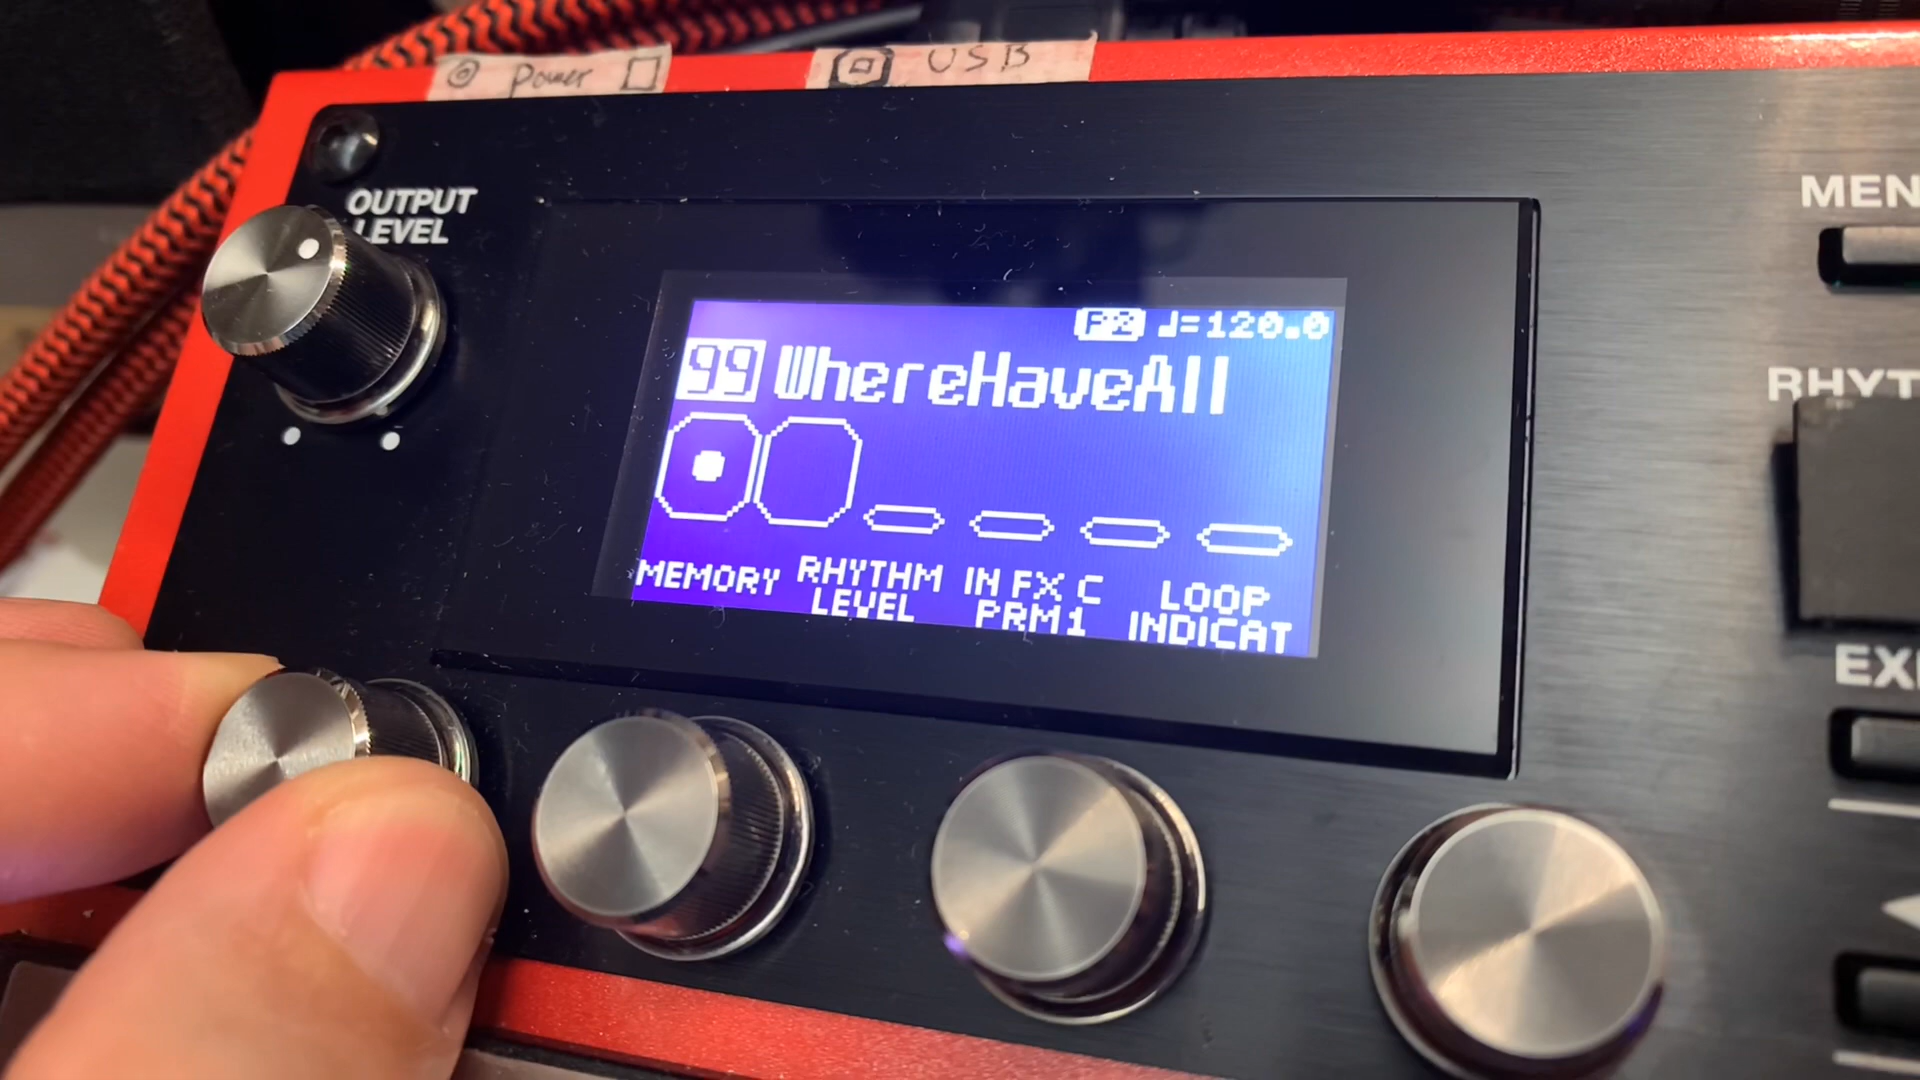 Power
USB
OUTPUT
LEVEL
MEN
♩=120.0
99 WhereHaveAll
RHYT
MEMORY
RHYTHM
LEVEL
IN FX C
PRM1
LOOP
INDICAT
EX